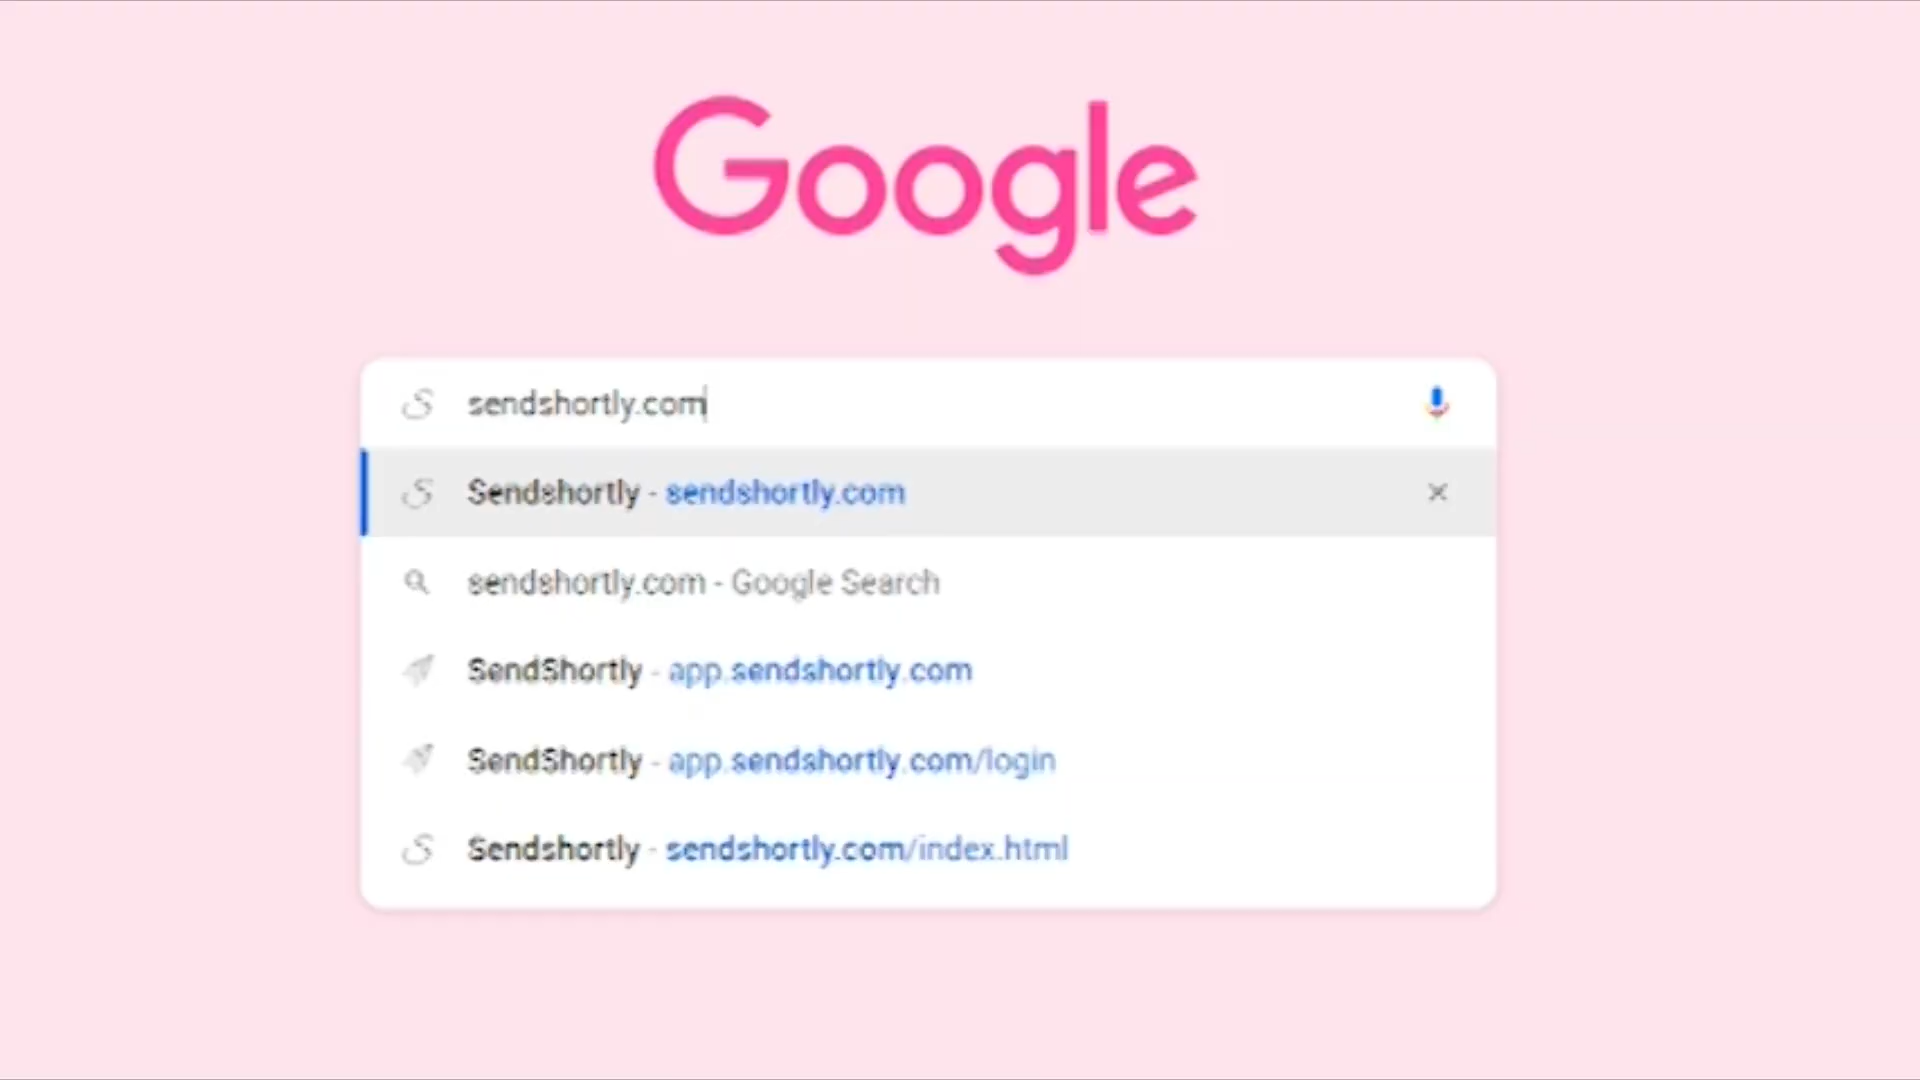 Google
sendshortly.com
Sendshortly - sendshortly.com
sendshortly.com - Google Search
SendShortly - app.sendshortly.com
SendShortly - app.sendshortly.com/login
Sendshortly - sendshortly.com/index.html